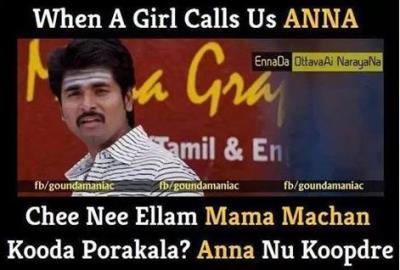 When A Girl Calls Us ANNA
EnnaDa OttavaAi NarayaNa
a Gra
Tamil & En
fb/goundamaniac fb/goundamaniac fb/goundamaniac
Chee Nee Ellam Mama Machan
Kooda Porakala? Anna Nu Koopdre